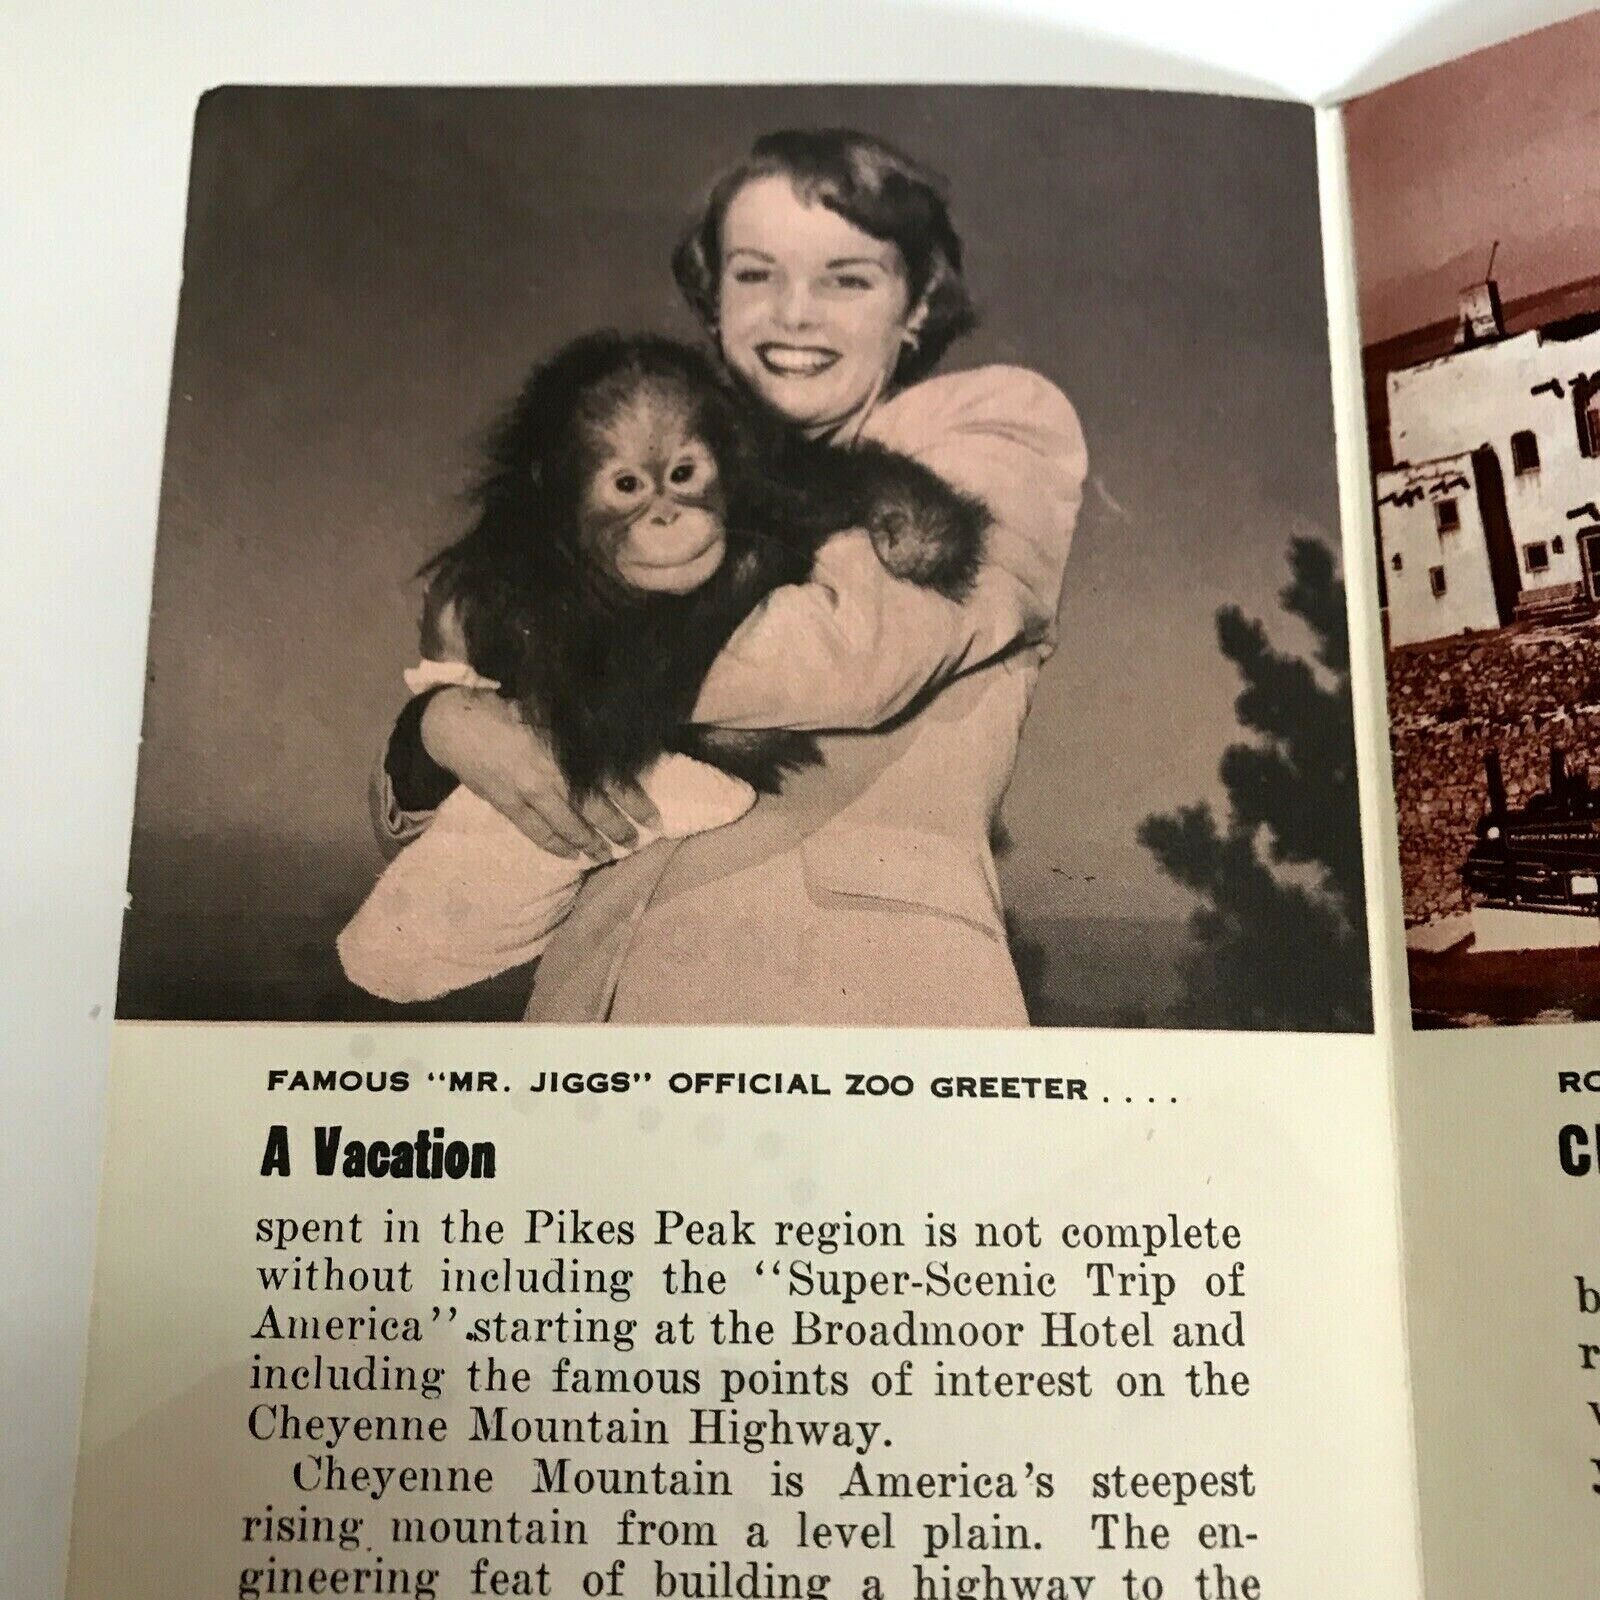 FAMOUS "MR. JIGGS" OFFICIAL ZOO GREETER . . . .
A Vacation
spent in the Pikes Peak region is not complete
without including the "Super-Scenic Trip of
America" starting at the Broadmoor Hotel and
including the famous points of interest on the
Cheyenne Mountain Highway.
Cheyenne Mountain is America's steepest
rising mountain from a level plain. The en-
gineering feat of building a highway to the
RO